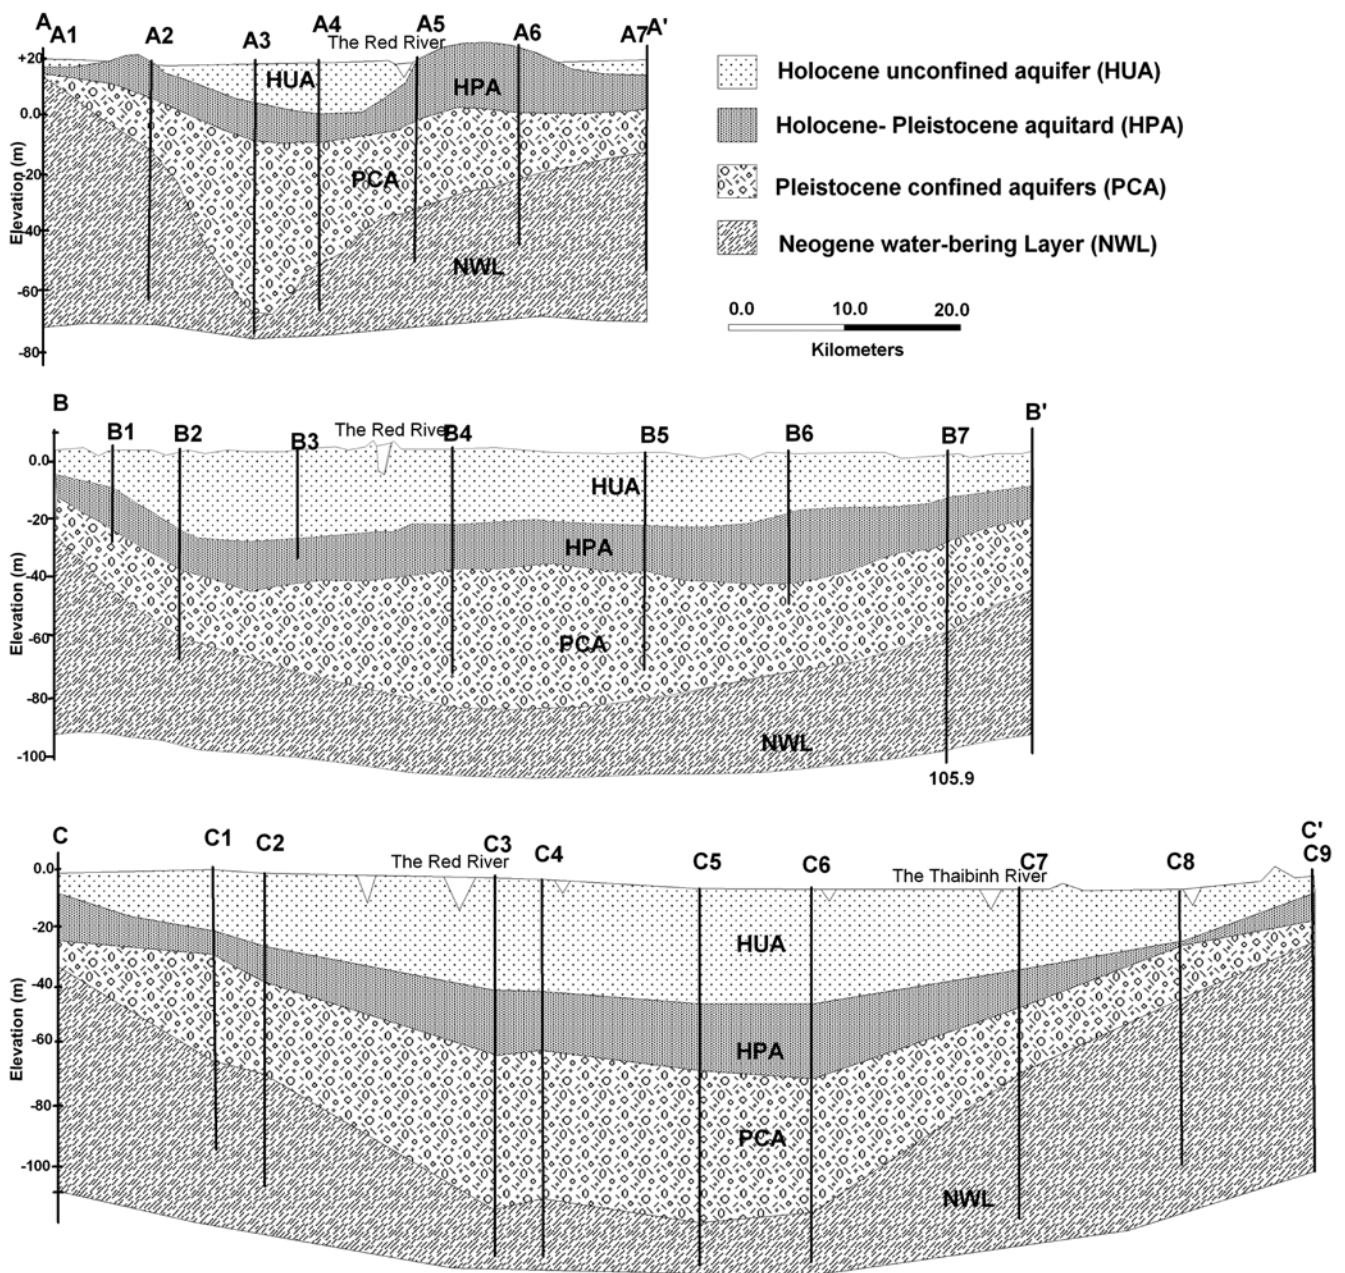 A
A1 A2 A3 A4 A5 A6 A7 A'
The Red River
+20
0.0
-20
-40
-60
-80
Elevation (m)
HUA
HPA
PCA
NWL
Holocene unconfined aquifer (HUA)
Holocene- Pleistocene aquitard (HPA)
Pleistocene confined aquifers (PCA)
Neogene water-bering Layer (NWL)
0.0 10.0 20.0
Kilometers
B B'
B1 B2 B3 B4 B5 B6 B7
The Red River
0.0
-20
-40
-60
-80
-100
Elevation (m)
HUA
HPA
PCA
NWL
105.9
C C'
C1 C2 C3 C4 C5 C6 C7 C8 C9
The Red River
The Thaibinh River
0.0
-20
-40
-60
-80
-100
Elevation (m)
HUA
HPA
PCA
NWL